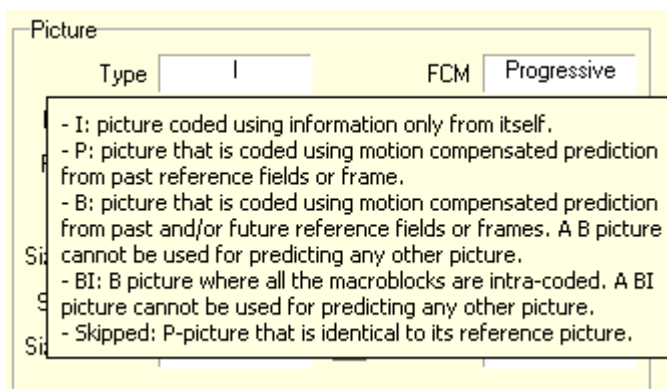 Picture
Type I FCM Progressive
- I: picture coded using information only from itself.
- P: picture that is coded using motion compensated prediction
from past reference fields or frame.
- B: picture that is coded using motion compensated prediction
from past and/or future reference fields or frames. A B picture
cannot be used for predicting any other picture.
- BI: B picture where all the macroblocks are intra-coded. A BI
picture cannot be used for predicting any other picture.
- Skipped: P-picture that is identical to its reference picture.